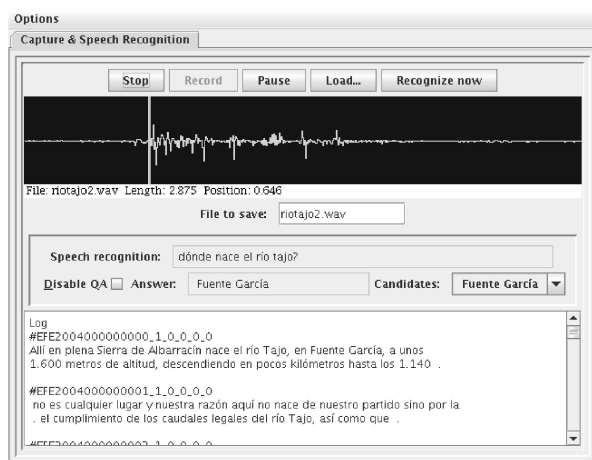 Options
Capture & Speech Recognition
Stop Record Pause Load... Recognize now
File: riotajo2.wav Length: 2.875 Position: 0.646
File to save: riotajo2.wav
Speech recognition: dónde nace el río tajo?
Disable QA Answer: Fuente García Candidates: Fuente García
Log
#EFE2004000000000_1_0_0_0_0
Allí en plena Sierra de Albarracín nace el río Tajo, en Fuente García, a unos
1.600 metros de altitud, descendiendo en pocos kilómetros hasta los 1.140 .
#EFE2004000000001_1_0_0_0_0
no es cualquier lugar y nuestra razón aquí no nace de nuestro partido sino por la
. el cumplimiento de los caudales legales del río Tajo, así como que .
#EFE2004000000002_1_0_0_0_0